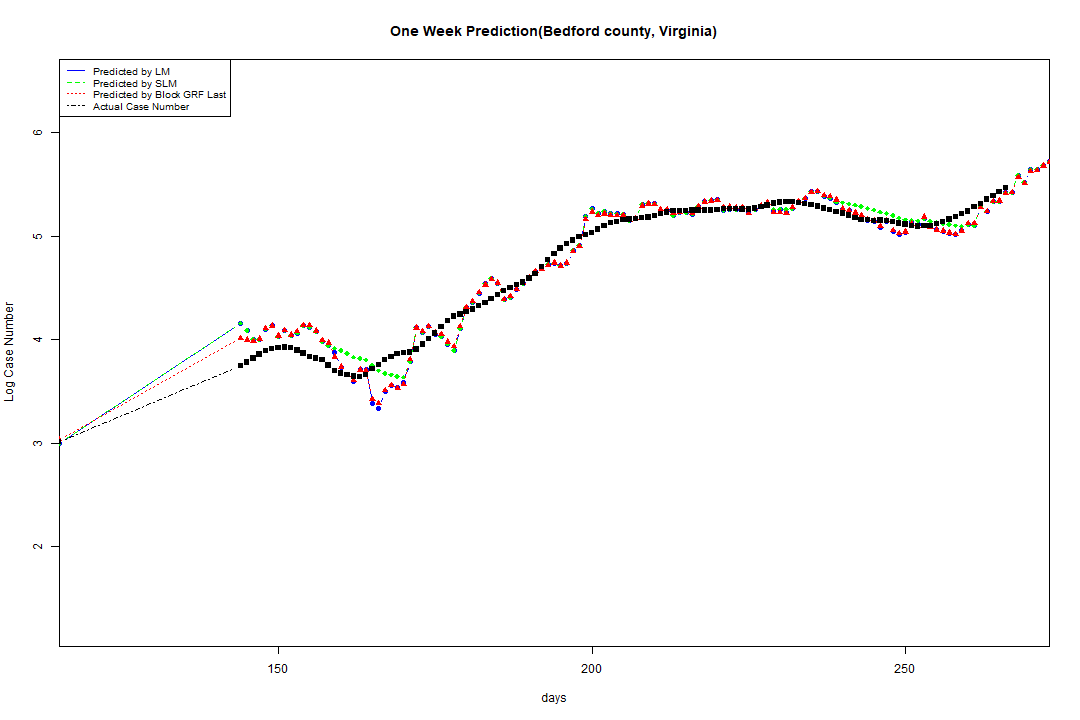 One Week Prediction(Bedford county, Virginia)
Predicted by LM
Predicted by SLM
Predicted by Block GRF Last
Actual Case Number
6
5
4
3
2
Log Case Number
150
200
250
days